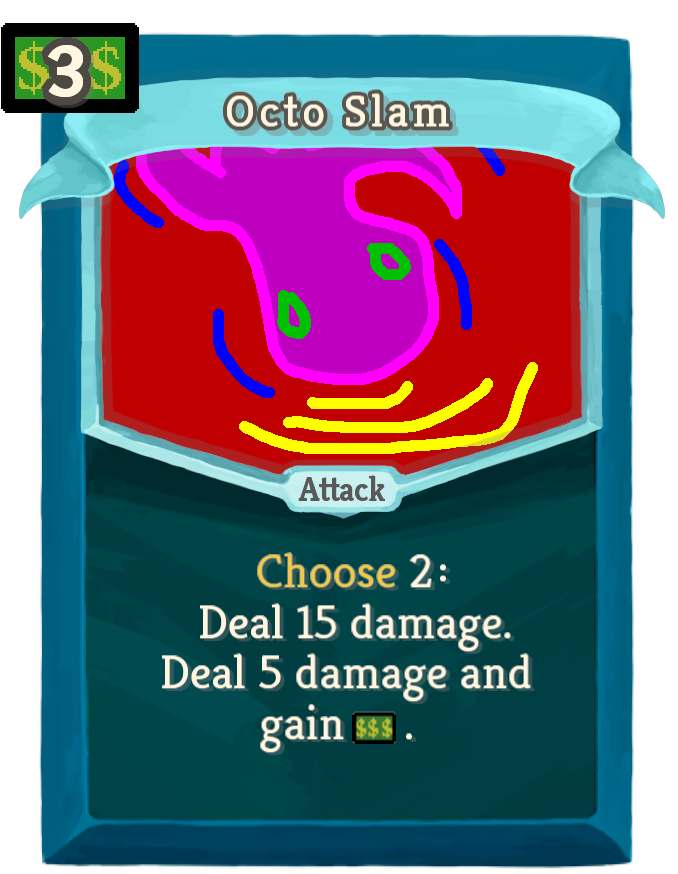 $3$
Octo Slam
Attack
Choose 2:
Deal 15 damage.
Deal 5 damage and
gain $$$ .